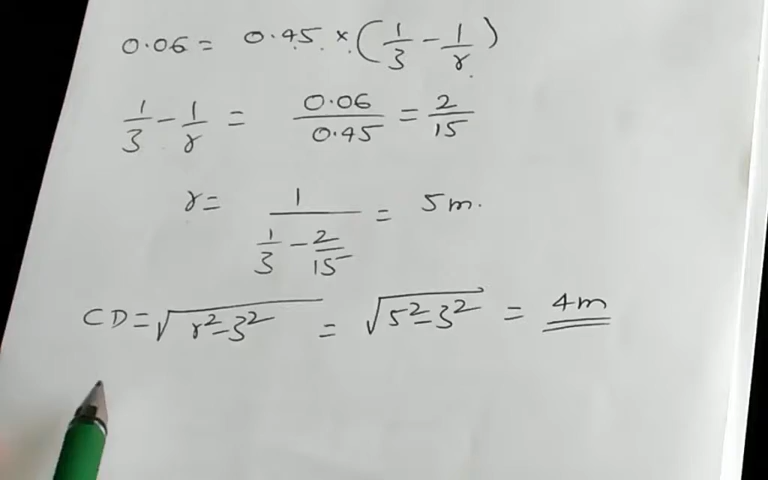 0.06 = 0.45 × (1/3 − 1/r)
1/3 − 1/r = 0.06/0.45 = 2/15
r = 1/(1/3 − 2/15) = 5m.
CD = √(r² − 3²) = √(5² − 3²) = 4m